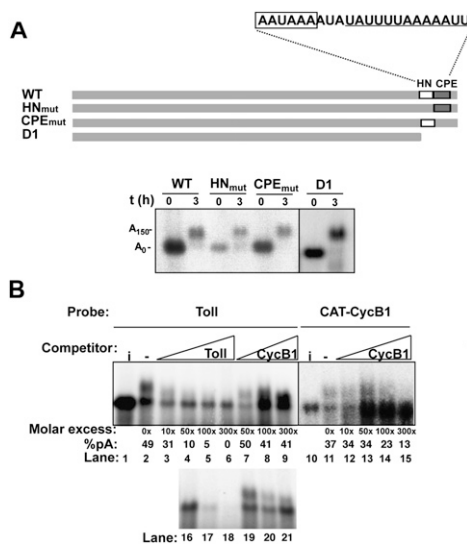 A
AAUAAAAUAUAUUUUAAAAAUU
HN CPE
WT
HNmut
CPEmut
D1
WT HNmut CPEmut D1
t (h) 0 3 0 3 0 3 0 3
A150-
A0-
B
Probe: Toll CAT-CycB1
Competitor: i - Toll CycB1 i - CycB1
Molar excess: 0x 10x 50x 100x 300x 50x 100x 300x 0x 10x 50x 100x 300x
%pA 49 31 10 5 0 50 41 41 37 34 34 23 13
Lane: 1 2 3 4 5 6 7 8 9 10 11 12 13 14 15
Lane: 16 17 18 19 20 21